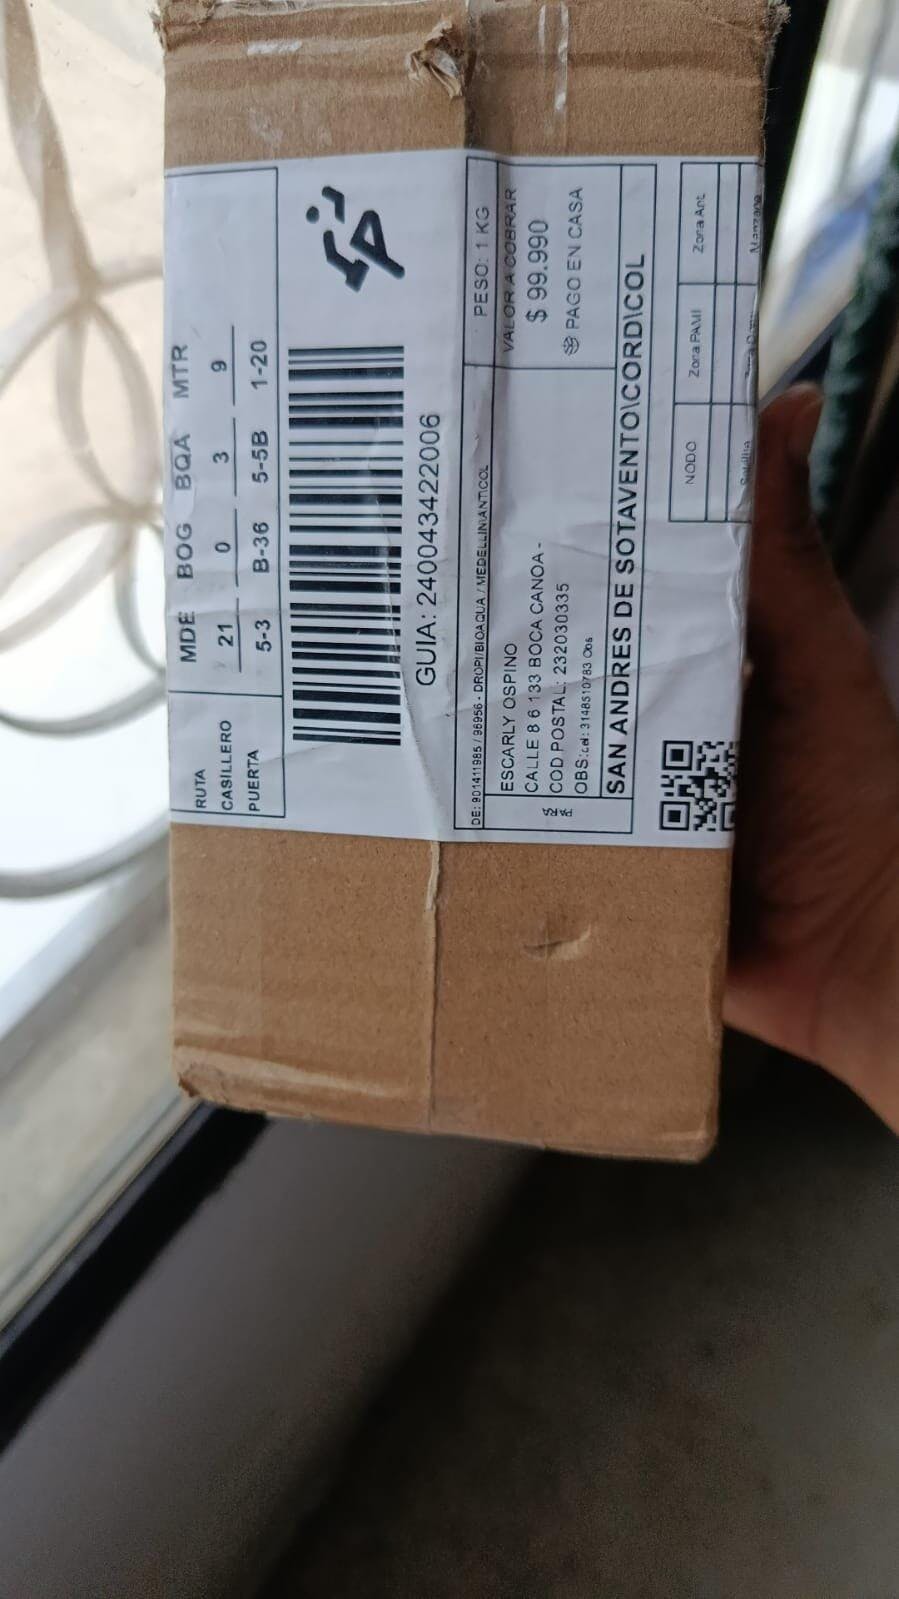 RUTA MDE BOG BQA MTR
CASILLERO 21 0 3 9
PUERTA 5-3 B-36 5-5B 1-20
GUIA: 240043422006
DE: 901411985 / 96956 - DROPI/BIOAQUA / MEDELLIN\ANT\COL
PESO: 1 KG
ESCARLY OSPINO
CALLE 8 6 133 BOCA CANOA -
COD.POSTAL: 232030335
OBS:cel: 3148510783 Obs
VALOR A COBRAR
$ 99.990
PAGO EN CASA
SAN ANDRES DE SOTAVENTO\CORD\COL
NODO Zona PAMI Zona Ant.
Manzana